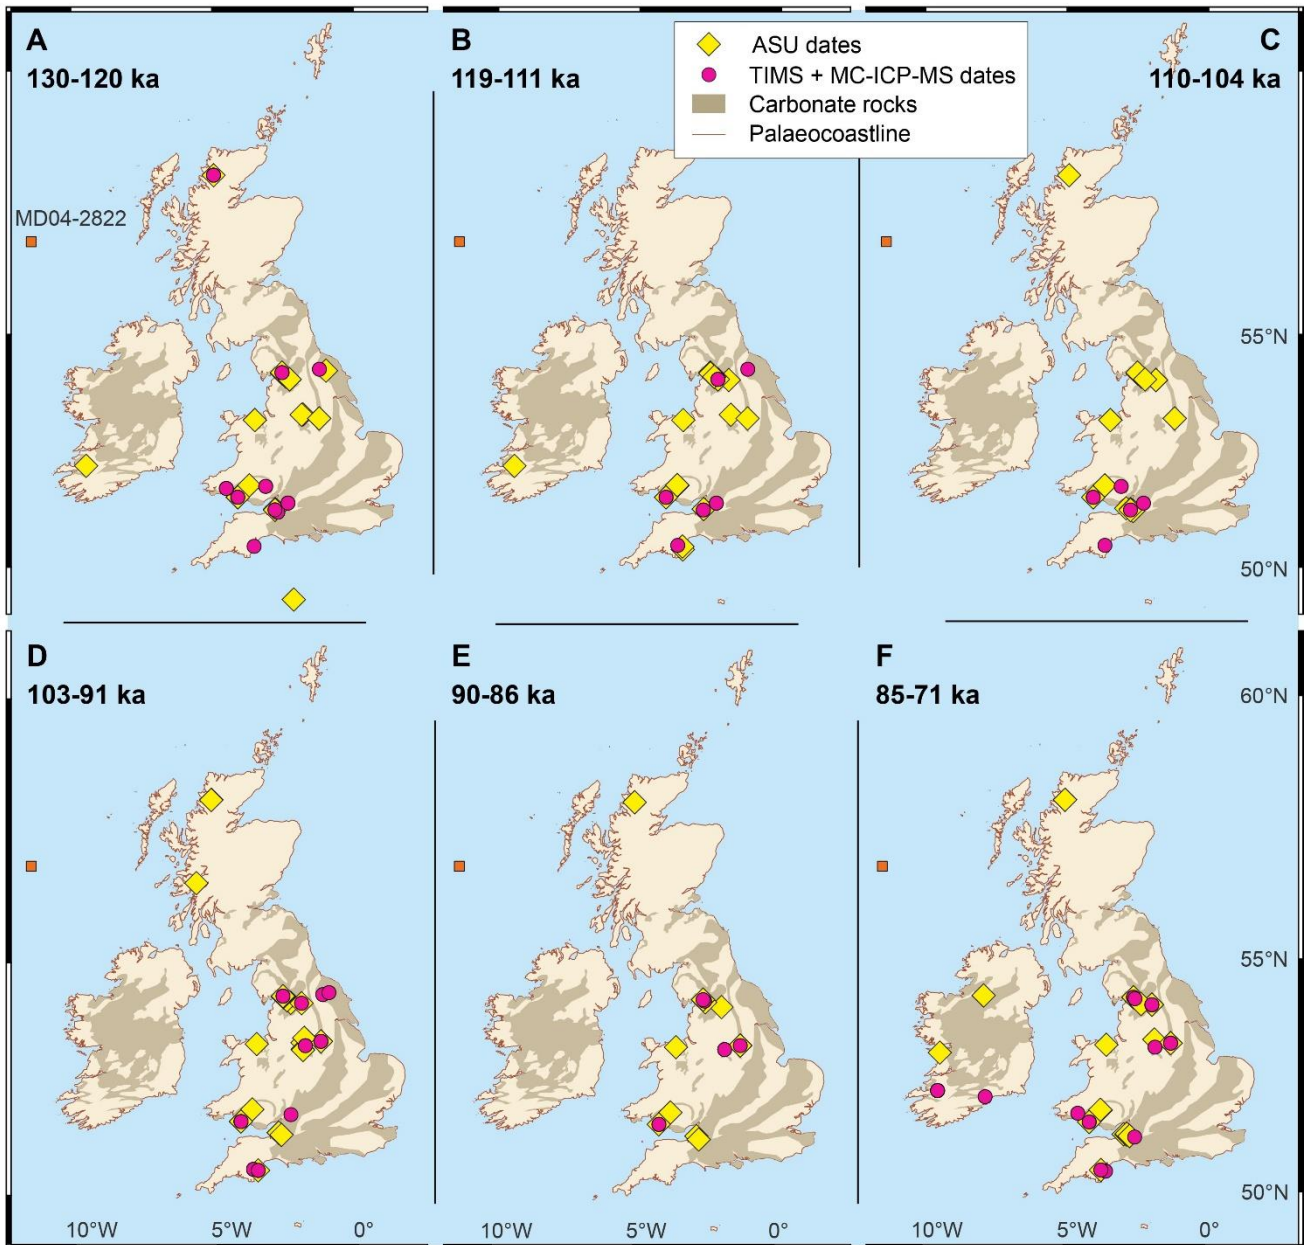 A
130-120 ka
MD04-2822
B
119-111 ka
ASU dates
TIMS + MC-ICP-MS dates
Carbonate rocks
Palaeocoastline
C
110-104 ka
55°N
50°N
D
103-91 ka
E
90-86 ka
F
85-71 ka
60°N
55°N
50°N
10°W
5°W
0°
10°W
5°W
0°
5°W
0°